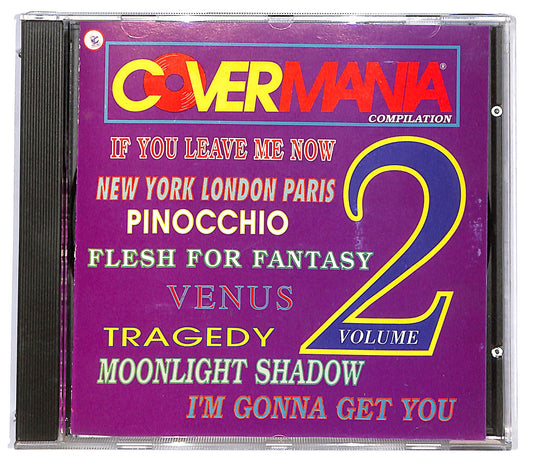 COVERMANIA®
COMPILATION
IF YOU LEAVE ME NOW
NEW YORK LONDON PARIS
PINOCCHIO
FLESH FOR FANTASY
VENUS
TRAGEDY
MOONLIGHT SHADOW
I'M GONNA GET YOU
2
VOLUME